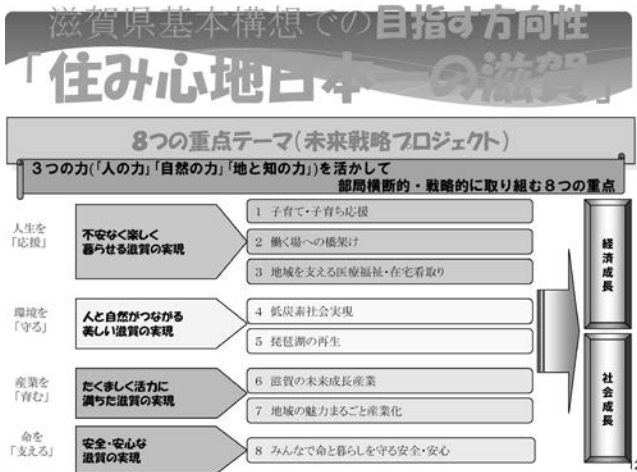 滋賀県基本構想での目指す方向性
「住み心地日本一の滋賀」
8つの重点テーマ(未来戦略プロジェクト)
3つの力(「人の力」「自然の力」「地と知の力」)を活かして
部局横断的・戦略的に取り組む8つの重点
人生を
「応援」
不安なく楽しく
暮らせる滋賀の実現
1 子育て・子育ち応援
2 働く場への橋架け
3 地域を支える医療福祉・在宅看取り
環境を
「守る」
人と自然がつながる
美しい滋賀の実現
4 低炭素社会実現
5 琵琶湖の再生
産業を
「育む」
たくましく活力に
満ちた滋賀の実現
6 滋賀の未来成長産業
7 地域の魅力まるごと産業化
命を
「支える」
安全・安心な
滋賀の実現
8 みんなで命と暮らしを守る安全・安心
経済成長
社会成長